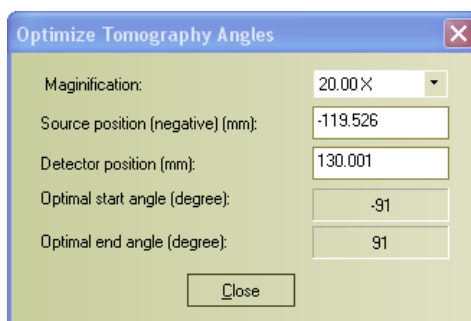 Optimize Tomography Angles
Maginification: 20.00 X
Source position (negative) (mm): -119.526
Detector position (mm): 130.001
Optimal start angle (degree): -91
Optimal end angle (degree): 91
Close